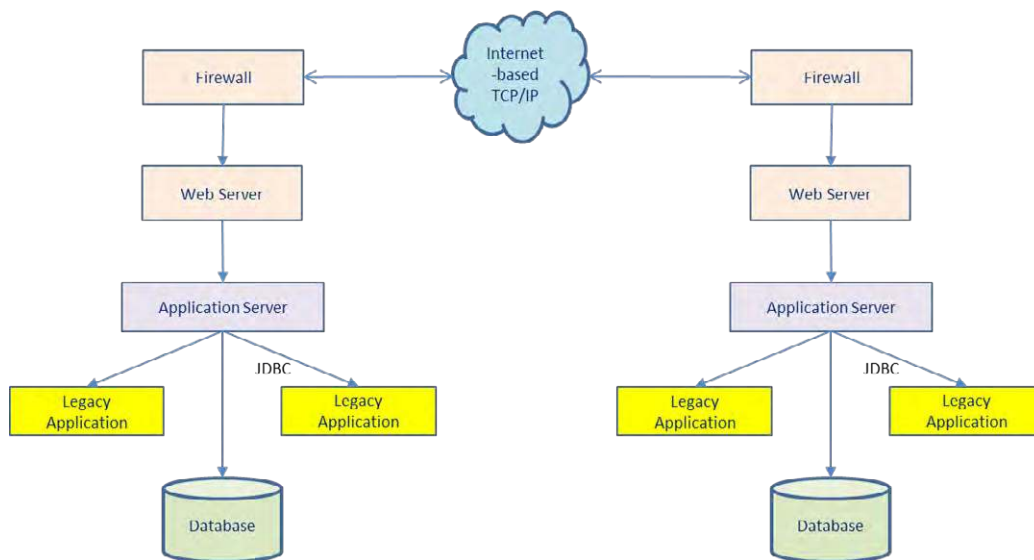 Internet
-based
TCP/IP
Firewall
Firewall
Web Server
Web Server
Application Server
Application Server
JDBC
JDBC
Legacy
Application
Legacy
Application
Legacy
Application
Legacy
Application
Database
Database